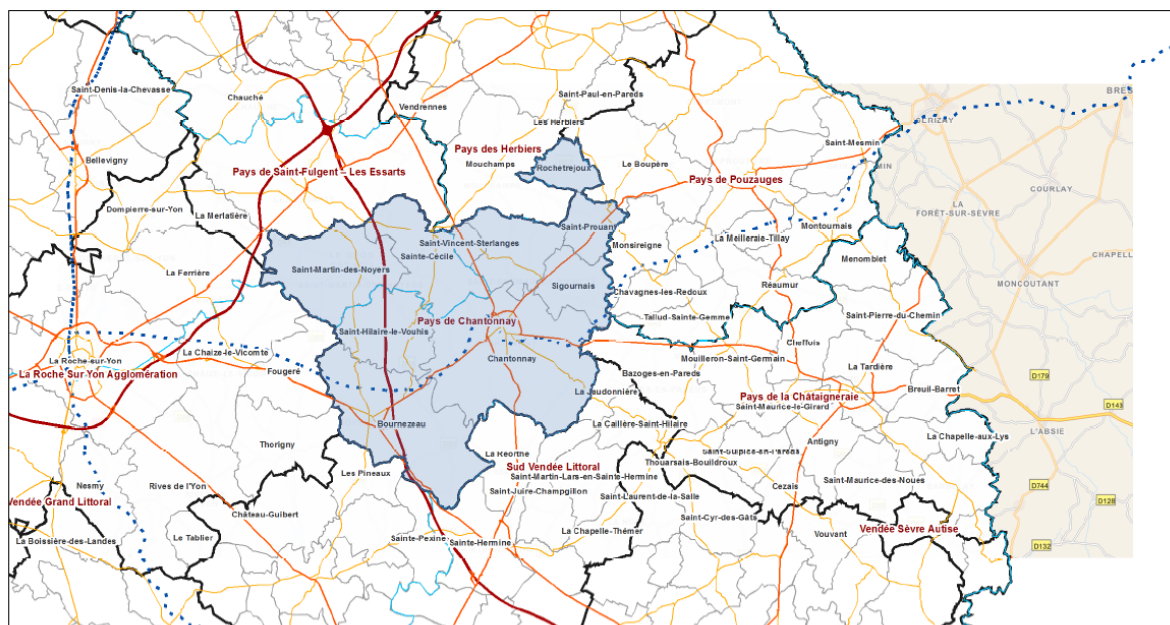 BRE
Saint-Denis-la-Chevasse
Chauché
Saint-Paul-en-Pareds
Vendrennes
CERIZAY
Les Herbiers
Saint-Mesmin
Pays des Herbiers
Bellevigny
Mouchamps
Le Boupère
MIN
Rochetrejoux
Pays de Saint-Fulgent – Les Essarts
Pays de Pouzauges
COURLAY
LA
FORÊT-SUR-SEVRE
Dompierre-sur-Yon
La Merlatière
Saint-Prouant
Montournais
La Meilleraie-Tillay
Saint-Vincent-Sterlanges
Monsireigne
CHAPELL
Sainte-Cécile
Menomblet
Saint-Martin-des-Noyers
La Ferrière
MONCOUTANT
Sigournais
Réaumur
Chavagnes-les-Redoux
Saint-Pierre-du-Chemin
Tallud-Sainte-Gemme
Pays de Chantonnay
Saint-Hilaire-le-Vouhis
Cheffois
La Chaize-le-Vicomte
Chantonnay
Mouilleron-Saint-Germain
La Roche-sur-Yon
La Tardière
Fougeré
La Roche Sur Yon Agglomération
Bazoges-en-Pareds
D179
Breuil-Barret
La Jaudonnière
Pays de la Châtaigneraie
D143
Saint-Maurice-le-Girard
Bournezeau
La Caillère-Saint-Hilaire
L'ABSIE
La Chapelle-aux-Lys
Thorigny
Antigny
Saint-Sulpice-en-Pareds
La Réorthe
Thouarsais-Bouildroux
Sud Vendée Littoral
Les Pineaux
Saint-Martin-Lars-en-Sainte-Hermine
Saint-Maurice-des-Noues
Nesmy
Rives de l'Yon
Cezais
D744
Saint-Juire-Champgillon
Saint-Laurent-de-la-Salle
D128
Vendée Grand Littoral
Château-Guibert
Saint-Cyr-des-Gâts
Vendée Sèvre Autise
La Chapelle-Thémer
Vouvant
Le Tablier
Sainte-Pexine
La Boissière-des-Landes
Sainte-Hermine
D132